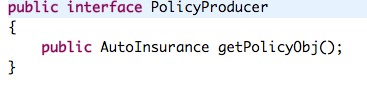 public interface PolicyProducer
{
    public AutoInsurance getPolicyObj();
}